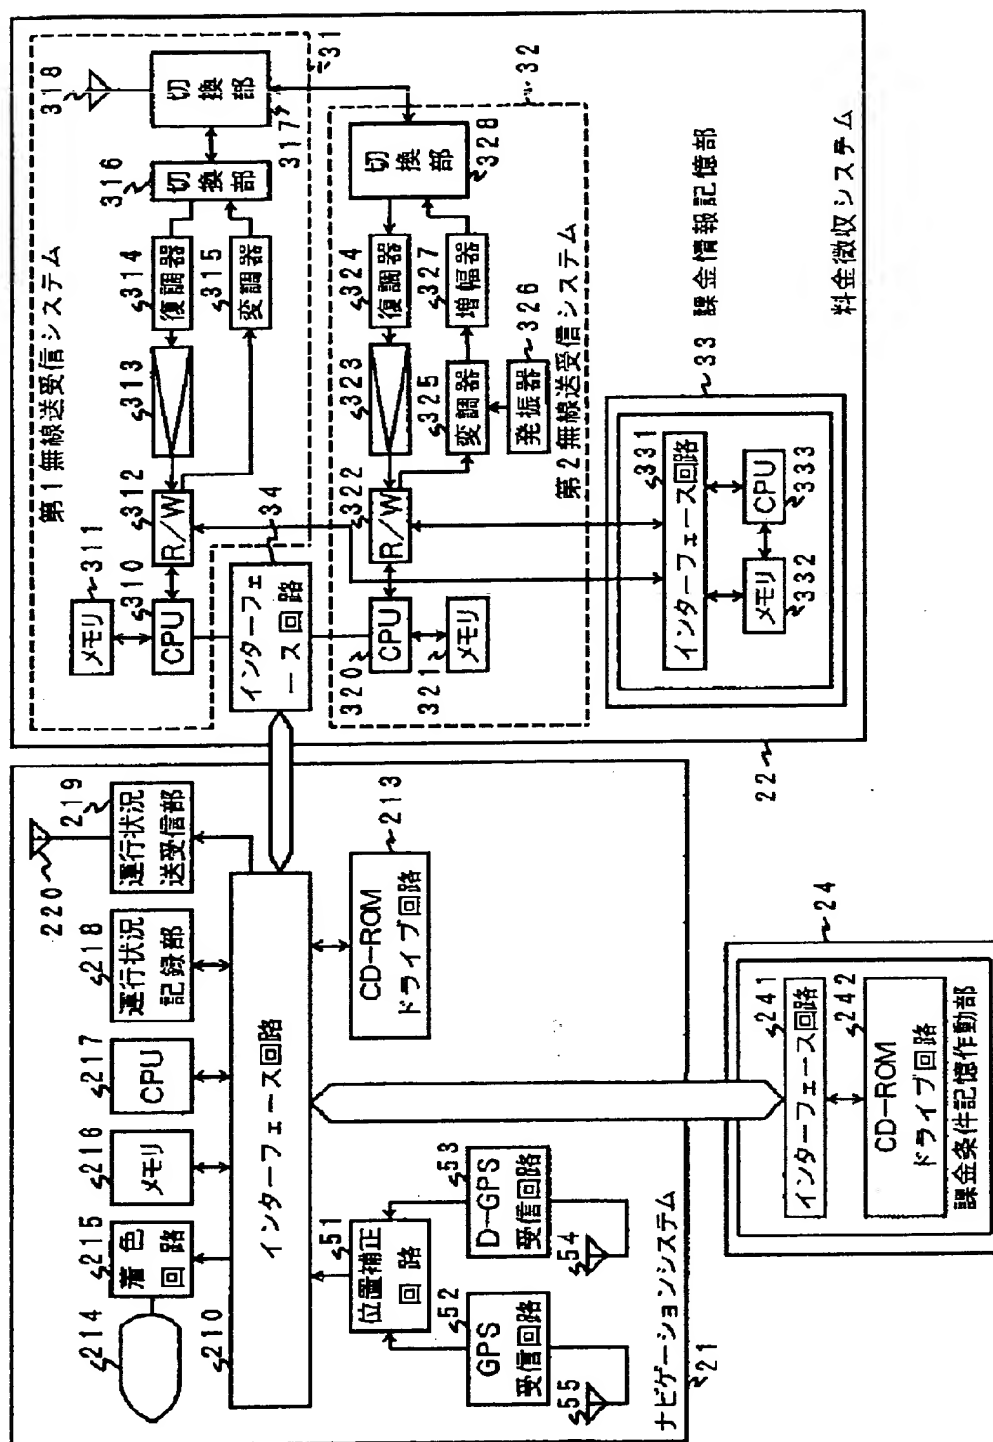 214
着色
回路
215
メモリ
216
CPU
217
運行状況
記録部
218
運行状況
送受信部
219
220
インターフェース回路
210
CD-ROM
ドライブ回路
213
位置補正
回路
51
GPS
受信回路
52
D-GPS
受信回路
53
54
55
ナビゲーションシステム
21
インターフェース回路
241
CD-ROM
ドライブ回路
242
課金条件記憶作動部
24
第1無線送受信システム
メモリ
311
CPU
310
R/W
312
313
復調器
314
変調器
315
切換部
316
切換部
317
318
31
インターフェ
ース回路
34
CPU
320
メモリ
321
R/W
322
323
復調器
324
変調器
325
発振器
326
増幅器
327
切換部
328
32
第2無線送受信システム
インターフェース回路
331
メモリ
332
CPU
333
33 課金情報記憶部
料金徴収システム
22